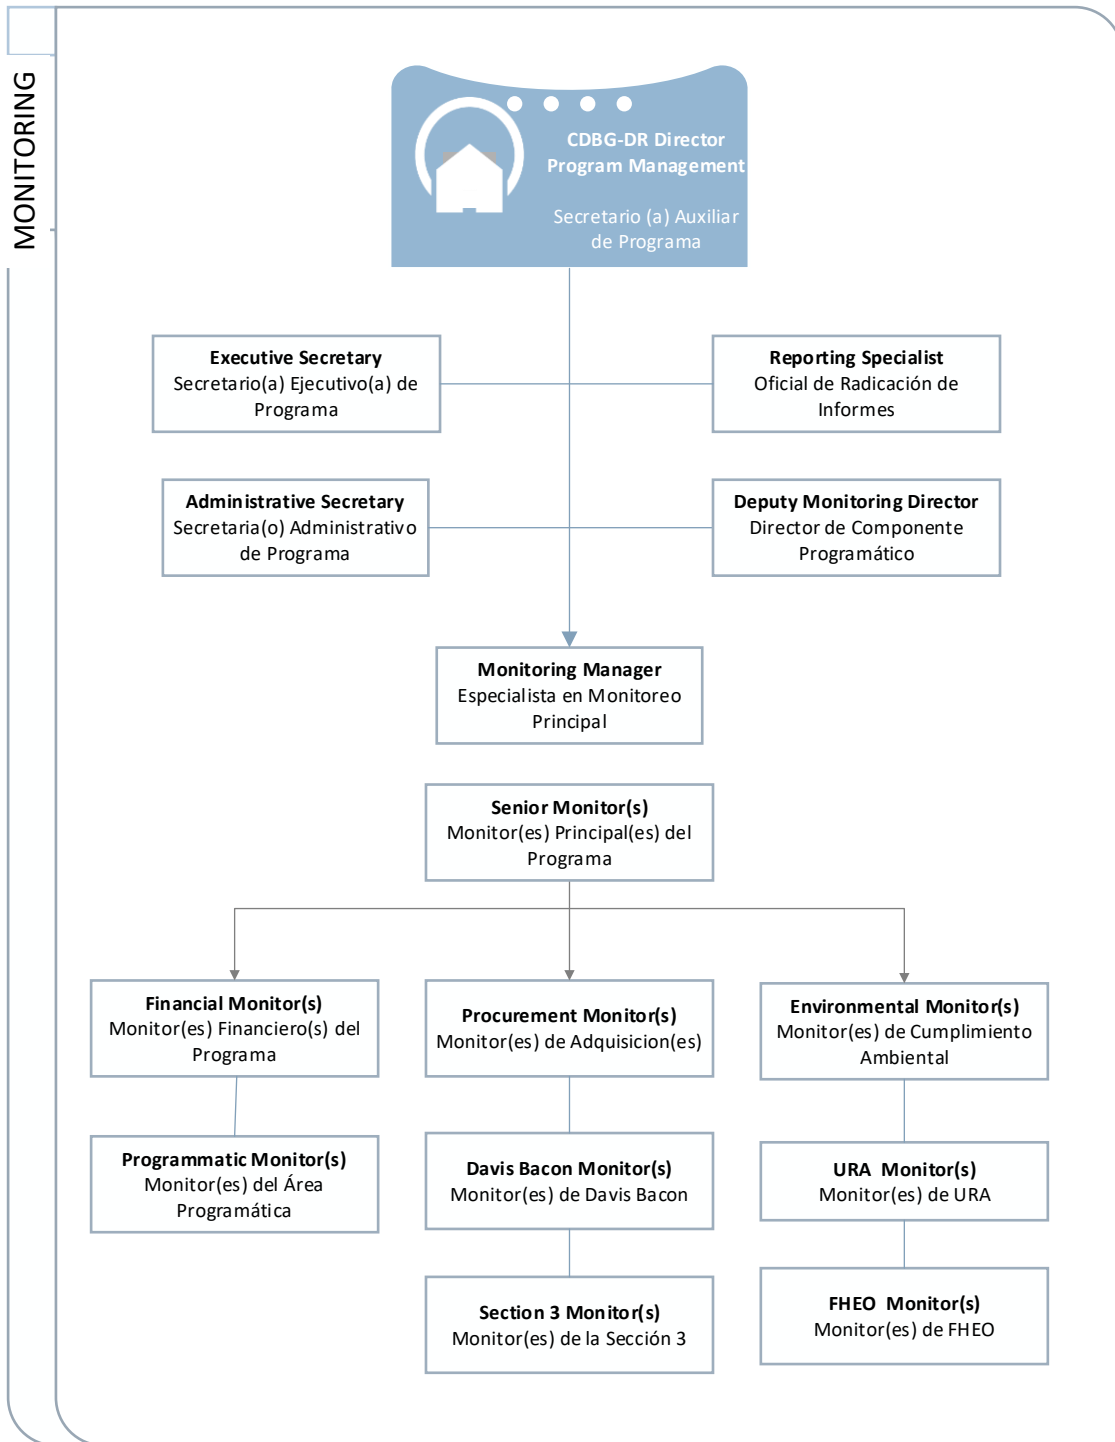 MONITORING
CDBG-DR Director
Program Management
Secretario (a) Auxiliar
de Programa
Executive Secretary
Secretario(a) Ejecutivo(a) de
Programa
Reporting Specialist
Oficial de Radicación de
Informes
Administrative Secretary
Secretaria(o) Administrativo
de Programa
Deputy Monitoring Director
Director de Componente
Programático
Monitoring Manager
Especialista en Monitoreo
Principal
Senior Monitor(s)
Monitor(es) Principal(es) del
Programa
Financial Monitor(s)
Monitor(es) Financiero(s) del
Programa
Procurement Monitor(s)
Monitor(es) de Adquisicion(es)
Environmental Monitor(s)
Monitor(es) de Cumplimiento
Ambiental
Programmatic Monitor(s)
Monitor(es) del Área
Programática
Davis Bacon Monitor(s)
Monitor(es) de Davis Bacon
URA Monitor(s)
Monitor(es) de URA
Section 3 Monitor(s)
Monitor(es) de la Sección 3
FHEO Monitor(s)
Monitor(es) de FHEO